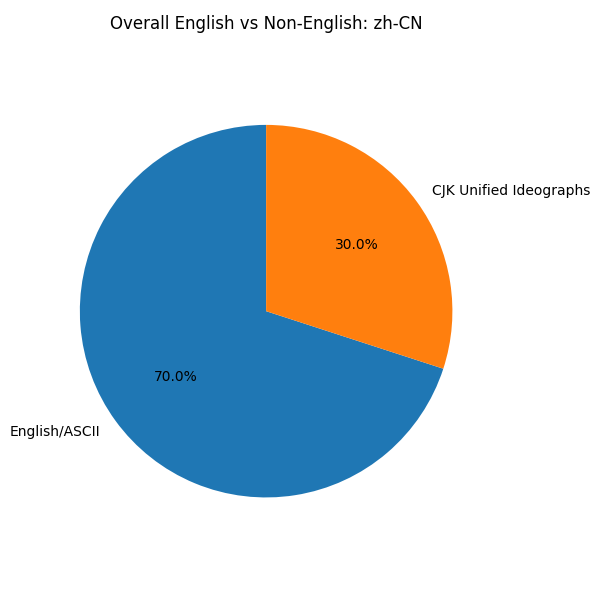 Overall English vs Non-English: zh-CN
CJK Unified Ideographs
30.0%
70.0%
English/ASCII